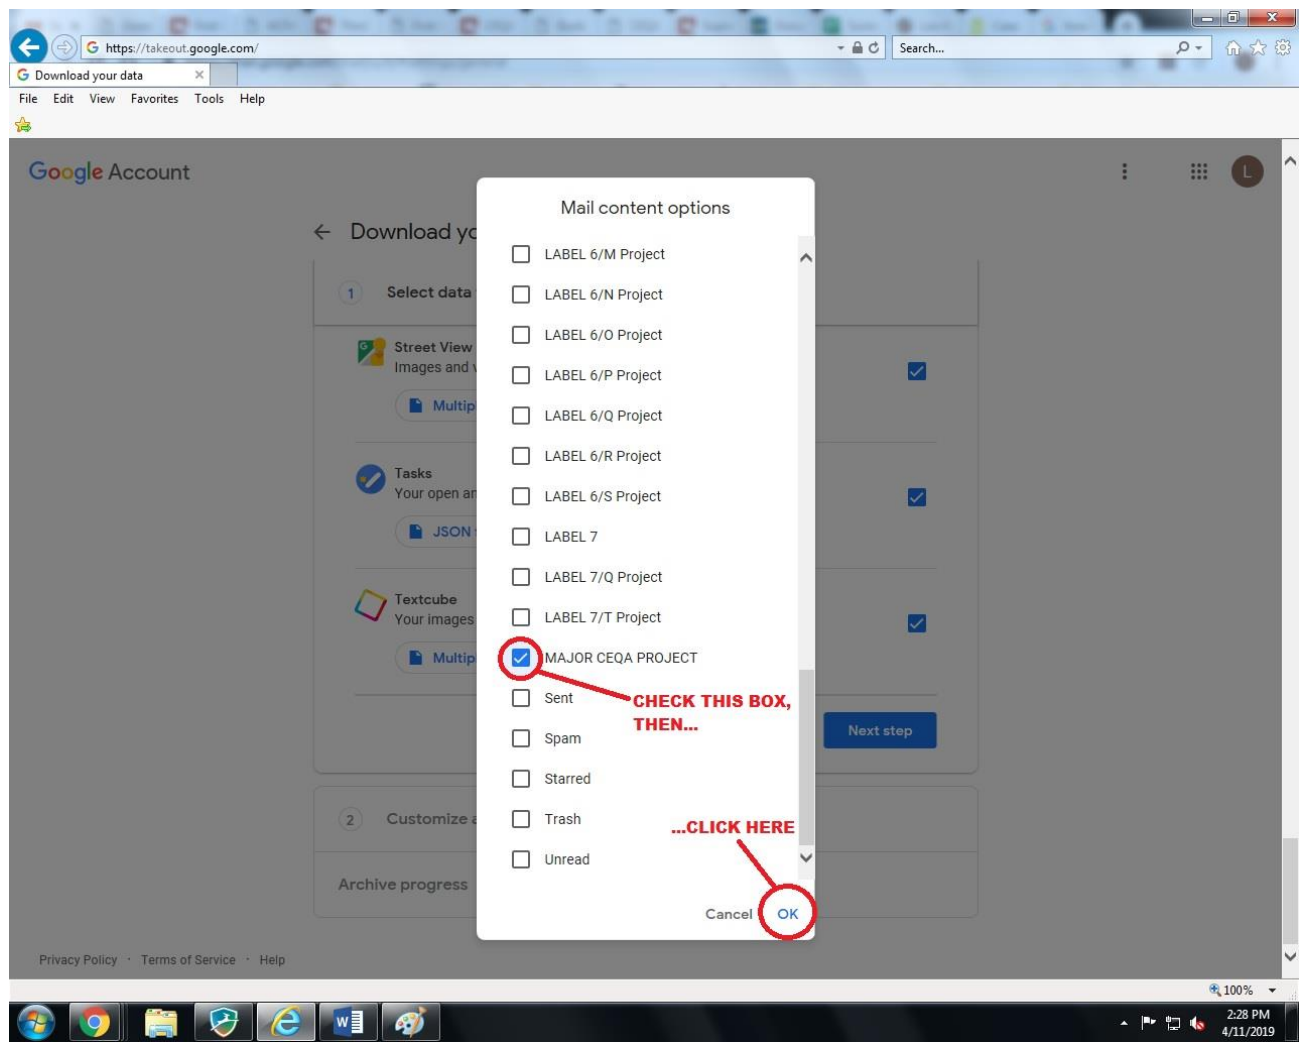 https://takeout.google.com/
Search...
Download your data
File Edit View Favorites Tools Help
Google Account
L
Mail content options
Download yo
LABEL 6/M Project
1 Select data
LABEL 6/N Project
LABEL 6/O Project
Street View
Images and v
LABEL 6/P Project
Multip
LABEL 6/Q Project
LABEL 6/R Project
Tasks
Your open an
LABEL 6/S Project
JSON
LABEL 7
LABEL 7/Q Project
Textcube
Your images
LABEL 7/T Project
Multip
MAJOR CEQA PROJECT
Sent
CHECK THIS BOX,
THEN...
Spam
Next step
Starred
2 Customize a
Trash
...CLICK HERE
Unread
Archive progress
Cancel OK
Privacy Policy · Terms of Service · Help
100%
2:28 PM
4/11/2019